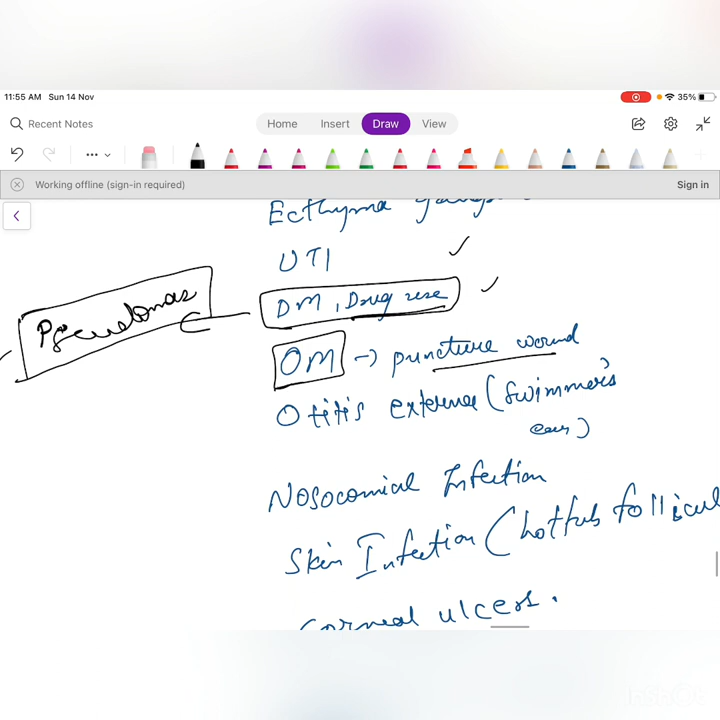 11:55 AM Sun 14 Nov
35%
Recent Notes
Home Insert Draw View
Working offline (sign-in required)
Sign in
Ecthyma
UTI
DM, Drug use
Pseudomonas
OM → puncture wound
Otitis externa (Swimmer's
ear)
Nosocomial Infection
Skin Infection (hot tub follicul
corneal ulcers.